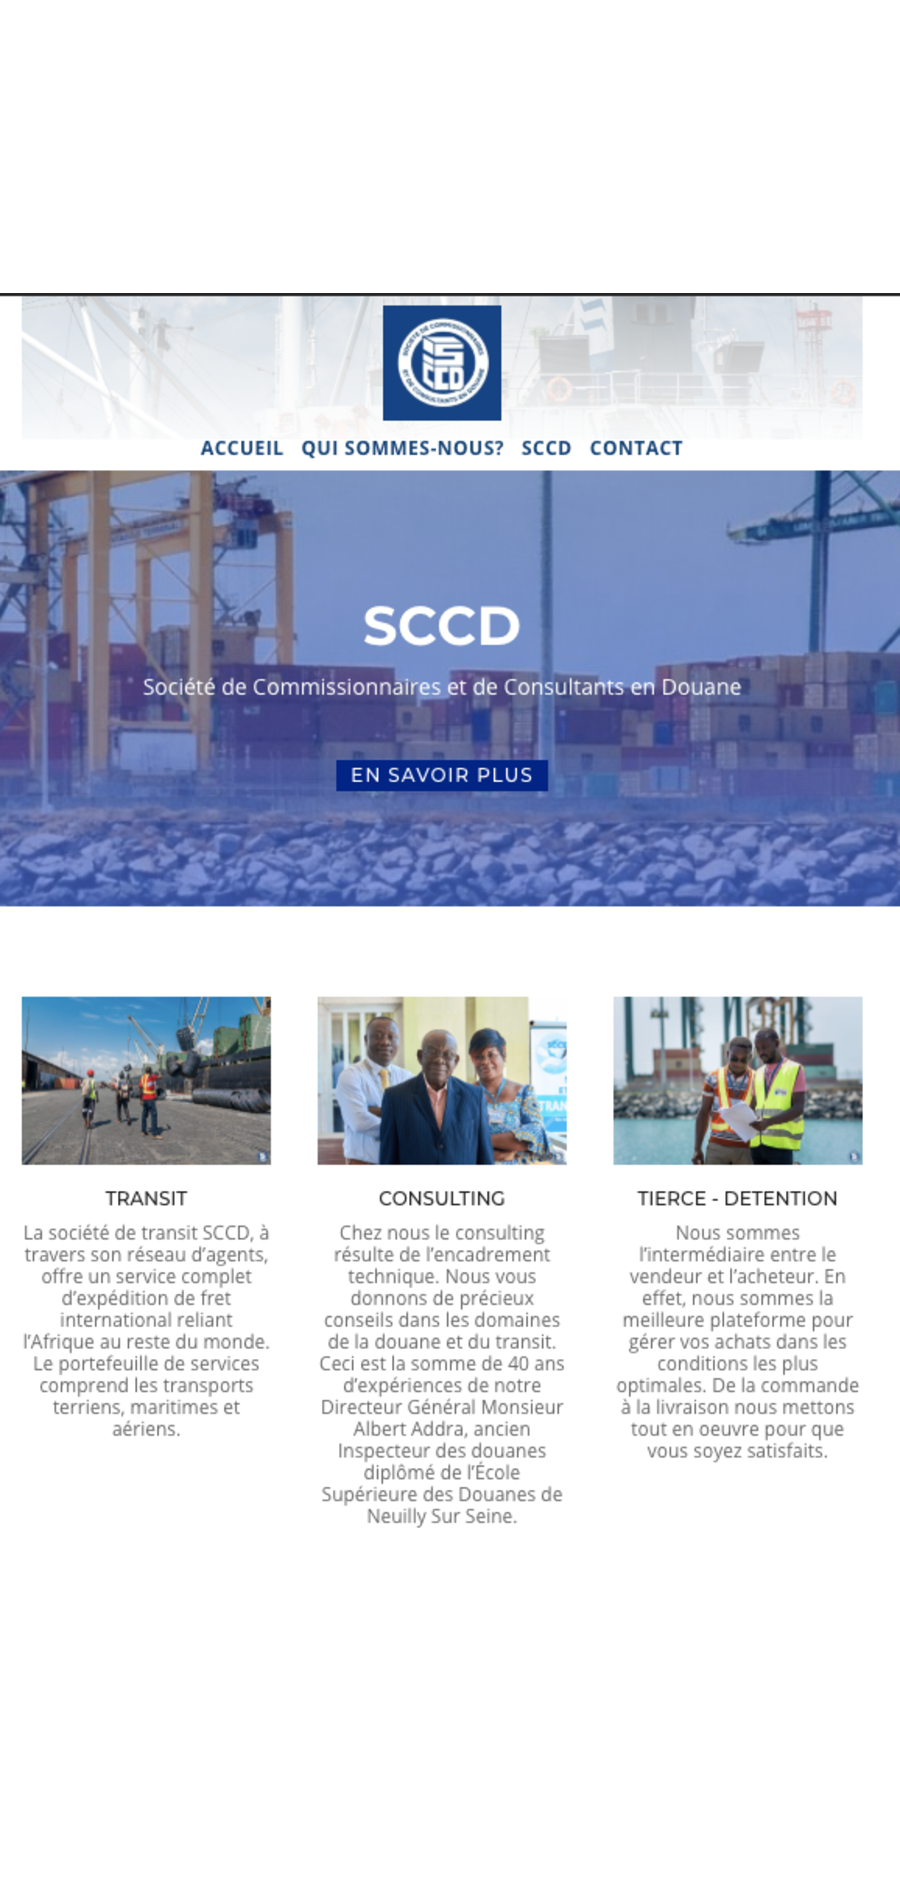 SOCIÉTÉ DE COMMISSIONNAIRES
SCCD
ET DE CONSULTANTS EN DOUANE
ACCUEIL QUI SOMMES-NOUS? SCCD CONTACT
SCCD
Société de Commissionnaires et de Consultants en Douane
EN SAVOIR PLUS
TRANSIT
La société de transit SCCD, à
travers son réseau d’agents,
offre un service complet
d’expédition de fret
international reliant
l’Afrique au reste du monde.
Le portefeuille de services
comprend les transports
terriens, maritimes et
aériens.
CONSULTING
Chez nous le consulting
résulte de l’encadrement
technique. Nous vous
donnons de précieux
conseils dans les domaines
de la douane et du transit.
Ceci est la somme de 40 ans
d’expériences de notre
Directeur Général Monsieur
Albert Addra, ancien
Inspecteur des douanes
diplômé de l’École
Supérieure des Douanes de
Neuilly Sur Seine.
TIERCE - DETENTION
Nous sommes
l’intermédiaire entre le
vendeur et l’acheteur. En
effet, nous sommes la
meilleure plateforme pour
gérer vos achats dans les
conditions les plus
optimales. De la commande
à la livraison nous mettons
tout en oeuvre pour que
vous soyez satisfaits.